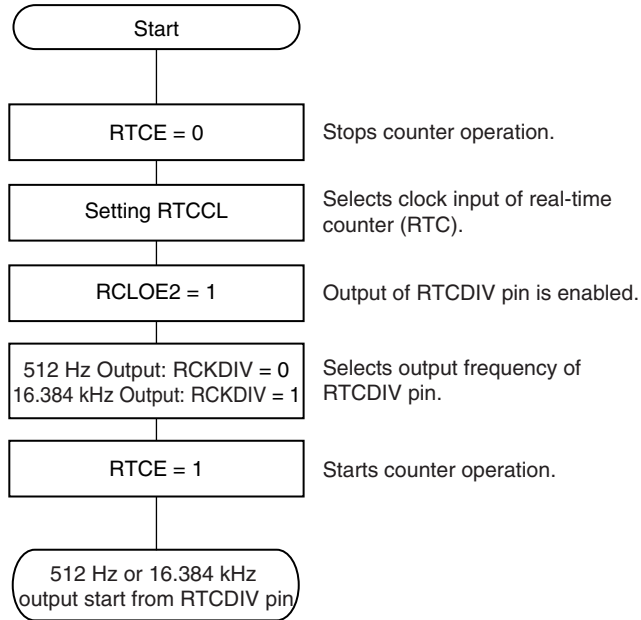 Start
RTCE = 0
Stops counter operation.
Setting RTCCL
Selects clock input of real-time
counter (RTC).
RCLOE2 = 1
Output of RTCDIV pin is enabled.
512 Hz Output: RCKDIV = 0
16.384 kHz Output: RCKDIV = 1
Selects output frequency of
RTCDIV pin.
RTCE = 1
Starts counter operation.
512 Hz or 16.384 kHz
output start from RTCDIV pin